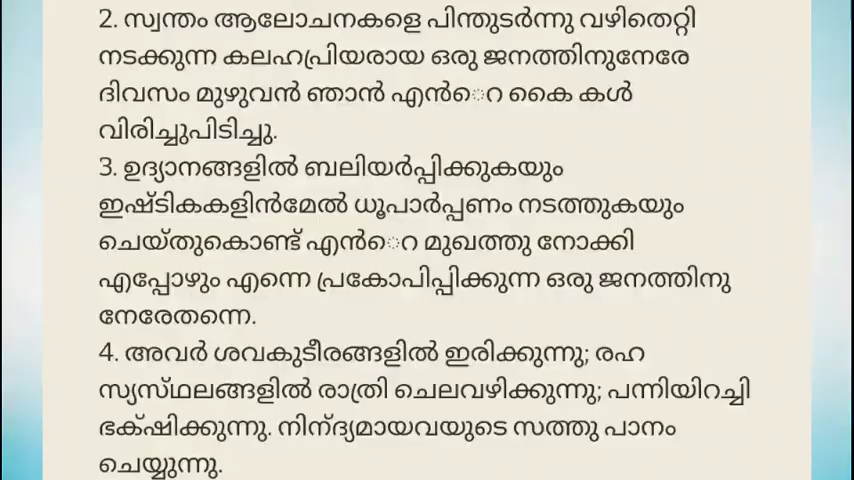 2. സ്വന്തം ആലോചനകളെ പിന്തുടർന്നു വഴിതെറ്റി
നടക്കുന്ന കലഹപ്രിയരായ ഒരു ജനത്തിനുനേരേ
ദിവസം മുഴുവൻ ഞാൻ എൻെറ കൈ കൾ
വിരിച്ചുപിടിച്ചു.
3. ഉദ്യാനങ്ങളിൽ ബലിയർപ്പിക്കുകയും
ഇഷ്ടികകളിൻമേൽ ധൂപാർപ്പണം നടത്തുകയും
ചെയ്തുകൊണ്ട് എൻെറ മുഖത്തു നോക്കി
എപ്പോഴും എന്നെ പ്രകോപിപ്പിക്കുന്ന ഒരു ജനത്തിനു
നേരേതന്നെ.
4. അവർ ശവകുടീരങ്ങളിൽ ഇരിക്കുന്നു; രഹ
സ്യസ്ഥലങ്ങളിൽ രാത്രി ചെലവഴിക്കുന്നു; പന്നിയിറച്ചി
ഭക്ഷിക്കുന്നു. നിന്ദ്യമായവയുടെ സത്തു പാനം
ചെയ്യുന്നു.